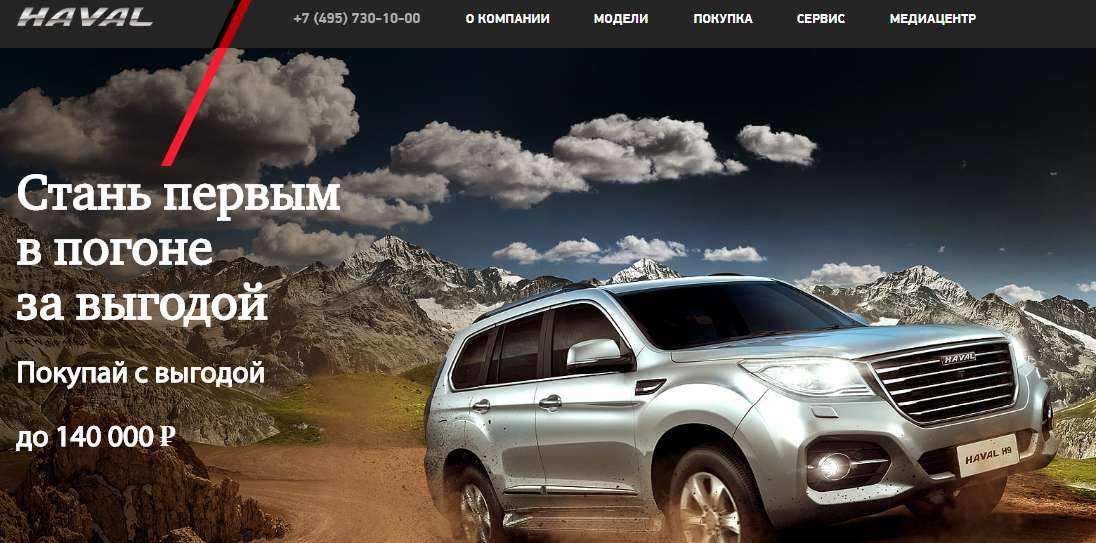 HAVAL
+7 (495) 730-10-00
О КОМПАНИИ
МОДЕЛИ
ПОКУПКА
СЕРВИС
МЕДИАЦЕНТР
Стань первым
в погоне
за выгодой
Покупай с выгодой
до 140 000 ₽
HAVAL
HAVAL H9